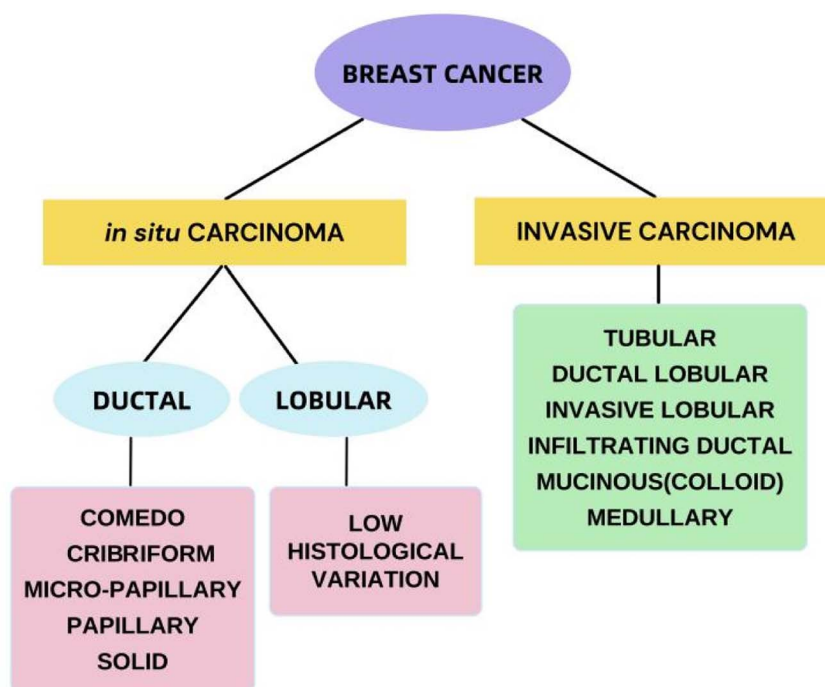 BREAST CANCER
in situ CARCINOMA
INVASIVE CARCINOMA
DUCTAL
LOBULAR
COMEDO
CRIBRIFORM
MICRO-PAPILLARY
PAPILLARY
SOLID
LOW
HISTOLOGICAL
VARIATION
TUBULAR
DUCTAL LOBULAR
INVASIVE LOBULAR
INFILTRATING DUCTAL
MUCINOUS(COLLOID)
MEDULLARY